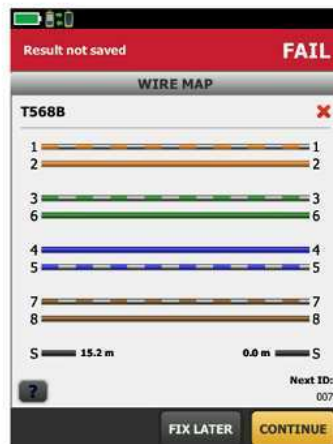 Result not saved FAIL
WIRE MAP
T568B
1 1
2 2
3 3
6 6
4 4
5 5
7 7
8 8
S 15.2 m 0.0 m S
? Next ID:
007
FIX LATER CONTINUE